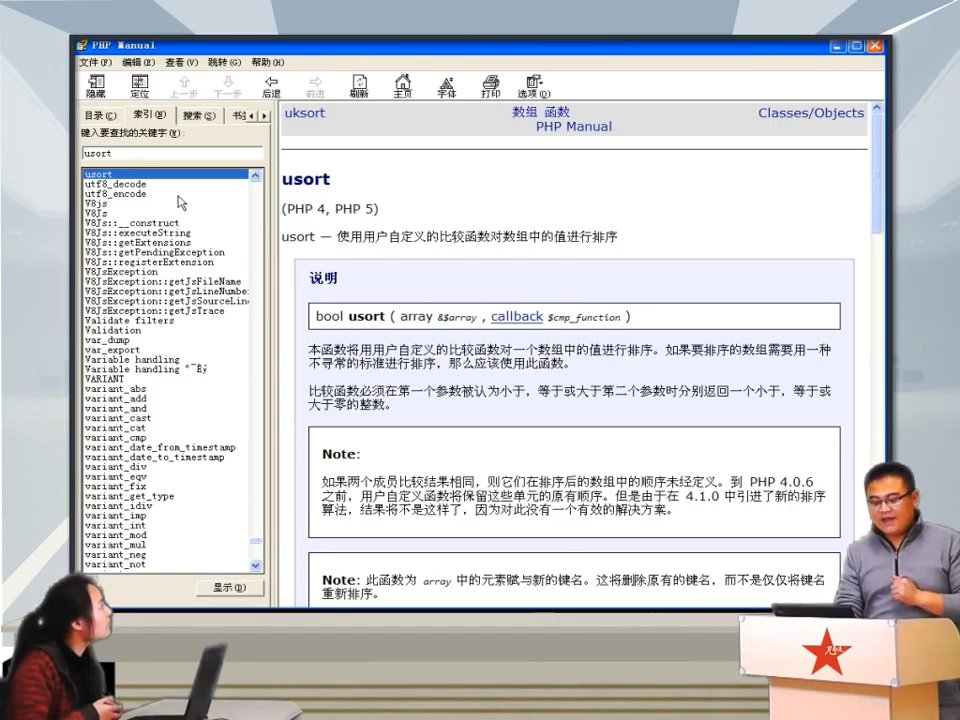 PHP Manual
文件(F) 编辑(E) 查看(V) 跳转(G) 帮助(H)
隐藏 定位 上一步 下一步 后退 前进 刷新 主页 字体 打印 选项(O)
目录(C) 索引(N) 搜索(S) 书签
键入要查找的关键字(W):
usort
usort
utf8_decode
utf8_encode
V8js
V8Js
V8Js::__construct
V8Js::executeString
V8Js::getExtensions
V8Js::getPendingException
V8Js::registerExtension
V8JsException
V8JsException::getJsFileName
V8JsException::getJsLineNumbe
V8JsException::getJsSourceLin
V8JsException::getJsTrace
Validate filters
Validation
var_dump
var_export
Variable handling
Variable handling
VARIANT
variant_abs
variant_add
variant_and
variant_cast
variant_cat
variant_cmp
variant_date_from_timestamp
variant_date_to_timestamp
variant_div
variant_eqv
variant_fix
variant_get_type
variant_idiv
variant_imp
variant_int
variant_mod
variant_mul
variant_neg
variant_not
显示(D)
uksort 数组 函数 Classes/Objects
PHP Manual
usort
(PHP 4, PHP 5)
usort — 使用用户自定义的比较函数对数组中的值进行排序
说明
bool usort ( array &$array , callback $cmp_function )
本函数将用用户自定义的比较函数对一个数组中的值进行排序。如果要排序的数组需要用一种
不寻常的标准进行排序，那么应该使用此函数。
比较函数必须在第一个参数被认为小于，等于或大于第二个参数时分别返回一个小于，等于或
大于零的整数。
Note:
如果两个成员比较结果相同，则它们在排序后的数组中的顺序未经定义。到 PHP 4.0.6
之前，用户自定义函数将保留这些单元的原有顺序。但是由于在 4.1.0 中引进了新的排序
算法，结果将不是这样了，因为对此没有一个有效的解决方案。
Note: 此函数为 array 中的元素赋与新的键名。这将删除原有的键名，而不是仅仅将键名
重新排序。